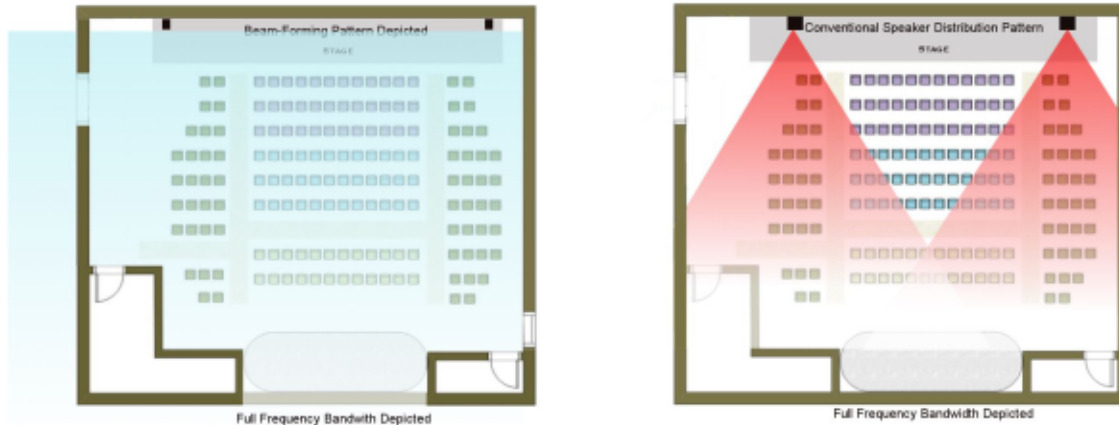 Beam-Forming Pattern Depicted
STAGE
Full Frequency Bandwith Depicted
Conventional Speaker Distribution Pattern
STAGE
Full Frequency Bandwidth Depicted